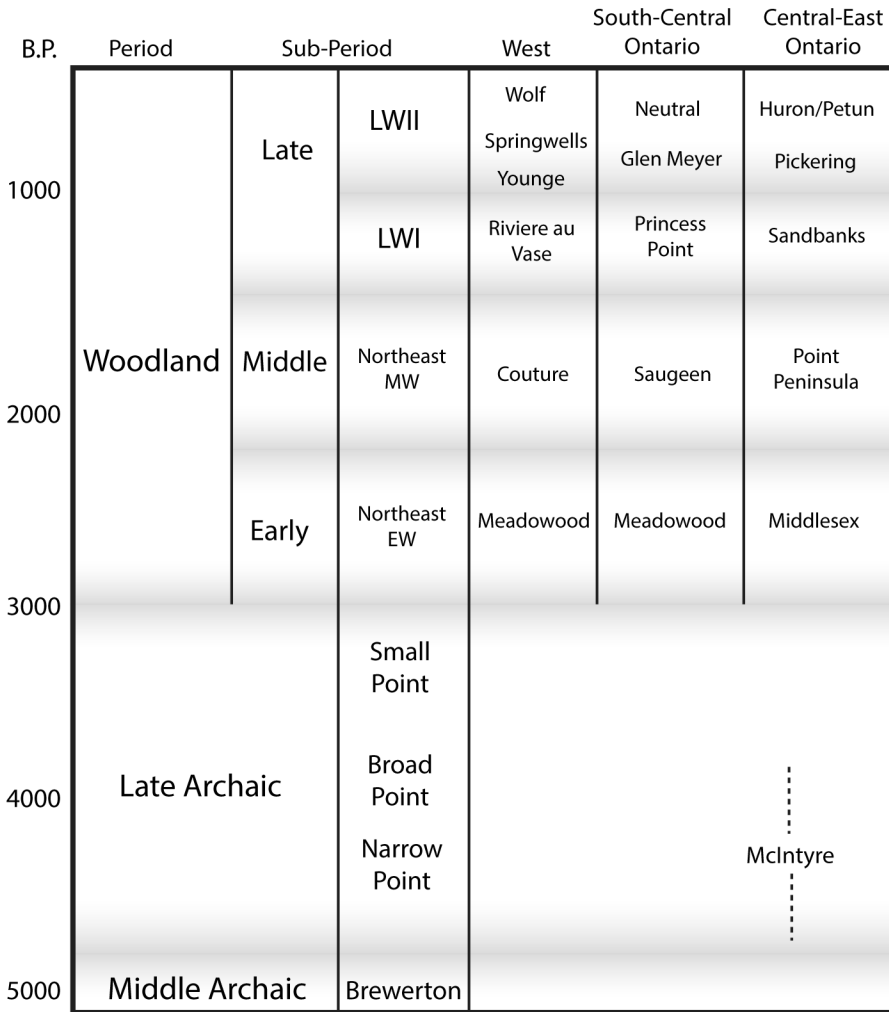 B.P.
Period
Sub-Period
West
South-Central
Ontario
Central-East
Ontario
Wolf
LWII
Neutral
Huron/Petun
Late
Springwells
Glen Meyer
Pickering
Younge
1000
LWI
Riviere au
Vase
Princess
Point
Sandbanks
Woodland
Middle
Northeast
MW
Couture
Saugeen
Point
Peninsula
2000
Early
Northeast
EW
Meadowood
Meadowood
Middlesex
3000
Small
Point
Late Archaic
Broad
Point
4000
Narrow
Point
McIntyre
5000
Middle Archaic
Brewerton